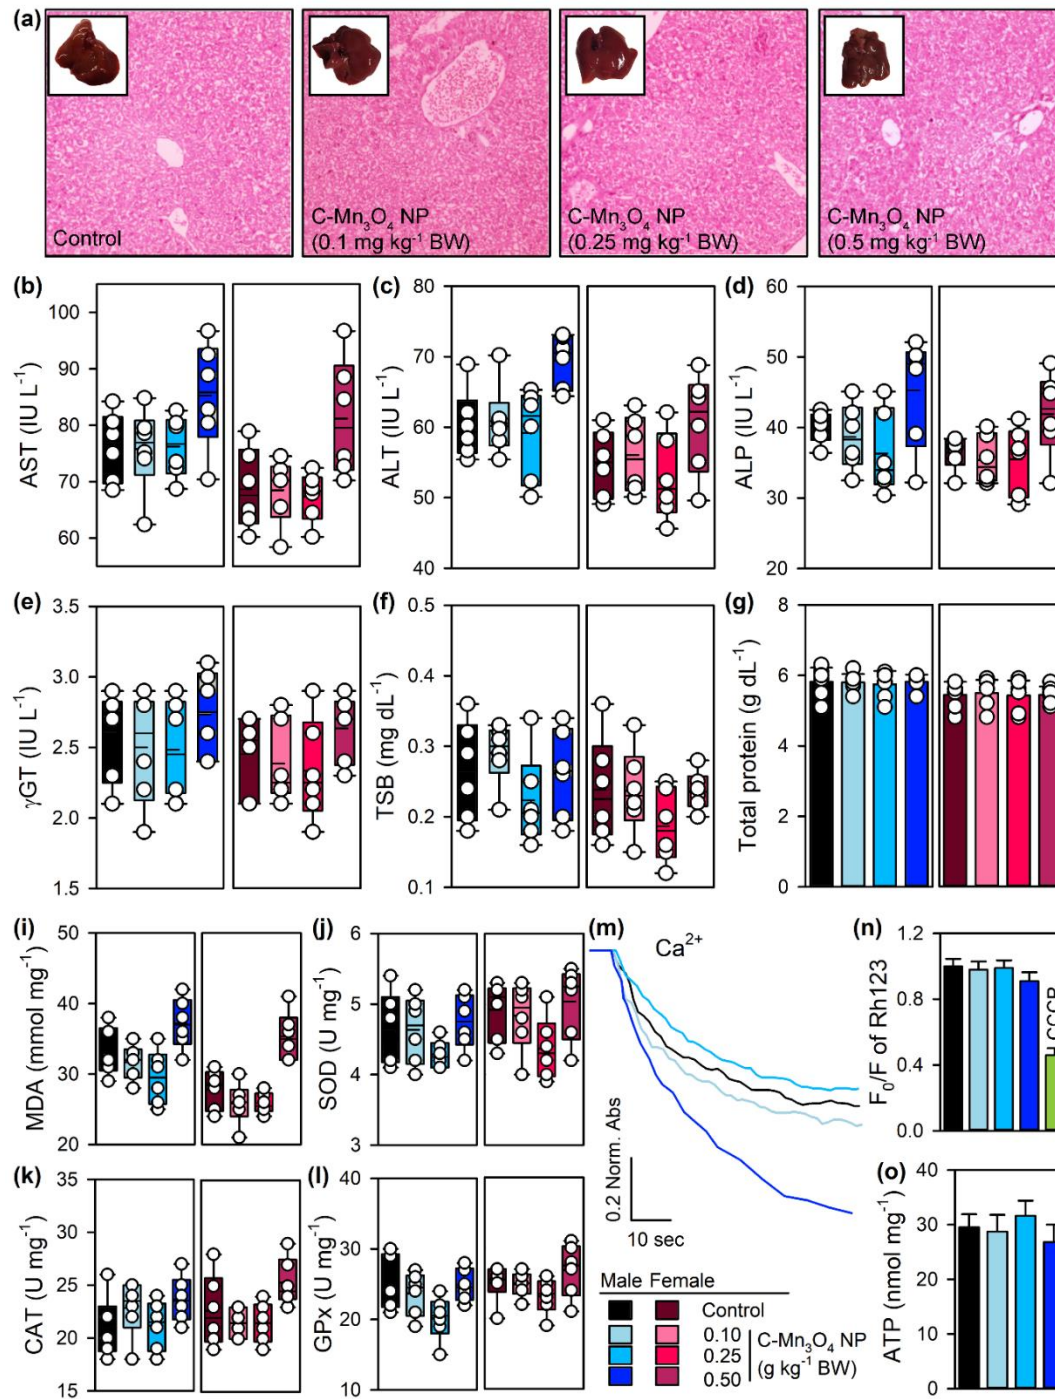 (a)
Control
C-Mn₃O₄ NP
(0.1 mg kg⁻¹ BW)
C-Mn₃O₄ NP
(0.25 mg kg⁻¹ BW)
C-Mn₃O₄ NP
(0.5 mg kg⁻¹ BW)
(b)
AST (IU L⁻¹)
100
90
80
70
60
(c)
ALT (IU L⁻¹)
80
70
60
50
40
(d)
ALP (IU L⁻¹)
60
50
40
30
20
(e)
γGT (IU L⁻¹)
3.5
3.0
2.5
2.0
1.5
(f)
TSB (mg dL⁻¹)
0.5
0.4
0.3
0.2
0.1
(g)
Total protein (g dL⁻¹)
8
6
4
2
0
(i)
MDA (mmol mg⁻¹)
50
40
30
20
(j)
SOD (U mg⁻¹)
6
5
4
3
(m)
Ca²⁺
0.2 Norm. Abs
10 sec
(n)
F₀/F of Rh123
1.2
0.8
0.4
0.0
CCCP
(k)
CAT (U mg⁻¹)
35
30
25
20
15
(l)
GPx (U mg⁻¹)
40
30
20
10
Male Female
Control
0.10
0.25
0.50
C-Mn₃O₄ NP
(g kg⁻¹ BW)
(o)
ATP (nmol mg⁻¹)
40
30
20
10
0